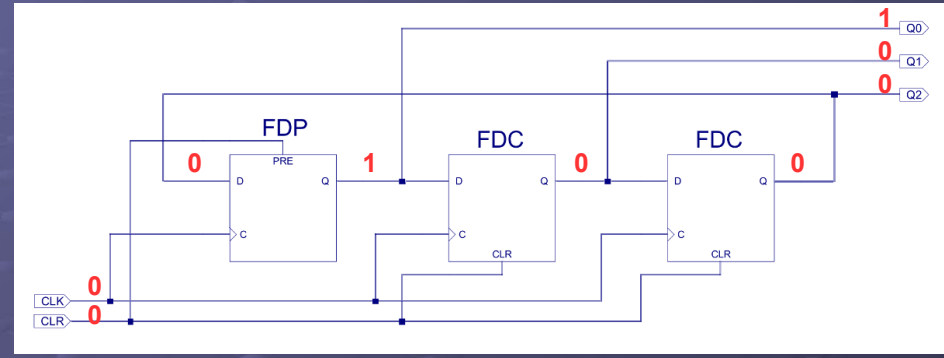 1 Q0
0 Q1
0 Q2
FDP
FDC
FDC
0 PRE 1 0 0
D Q D Q D Q
C C C
CLR CLR
0
CLK
CLR 0